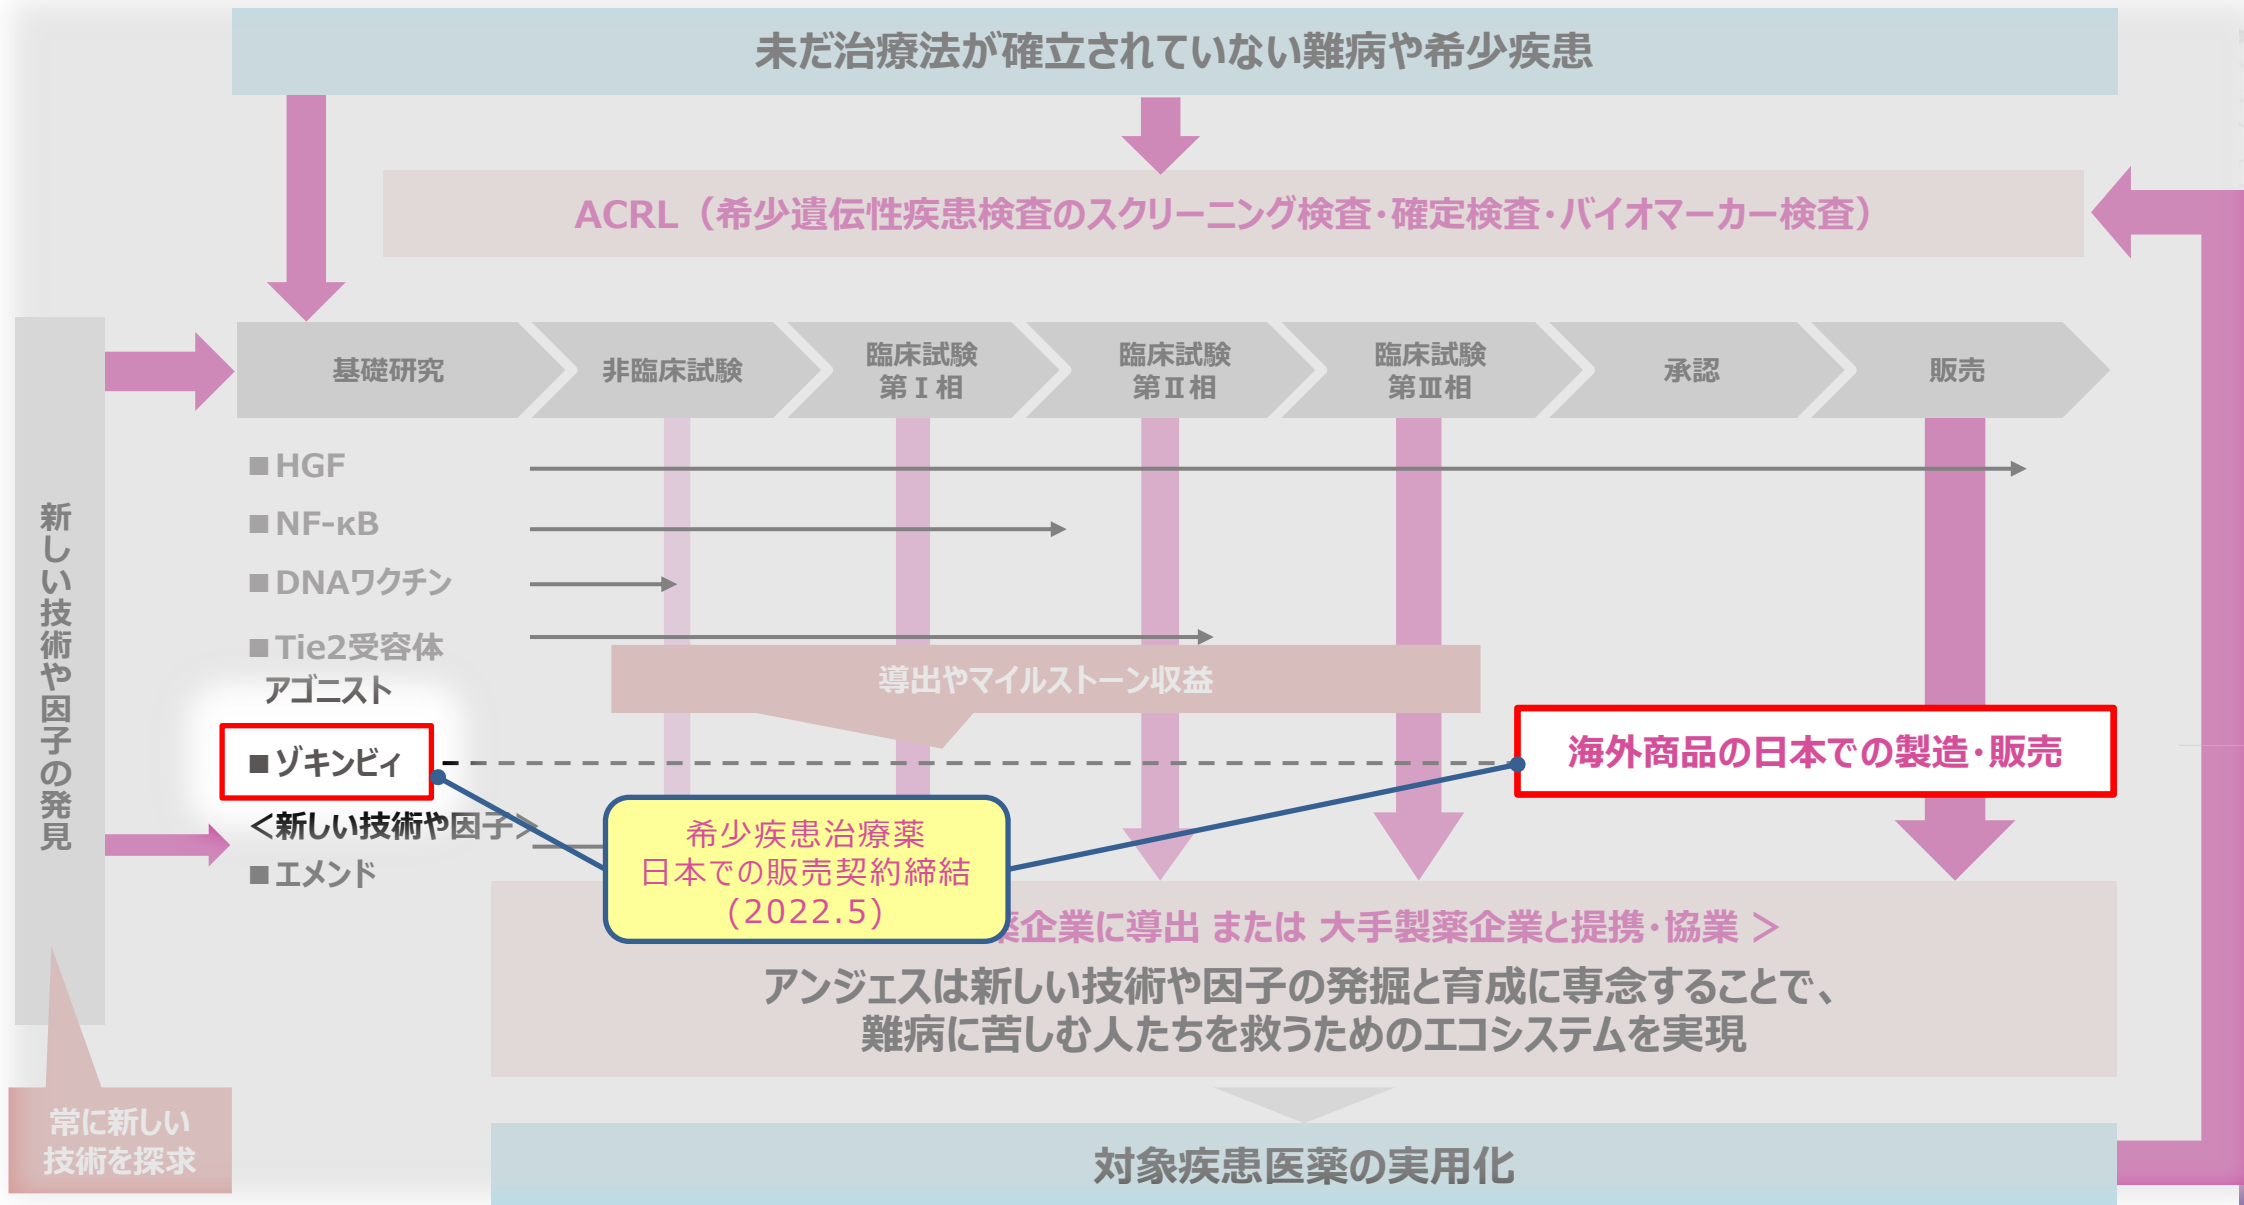 未だ治療法が確立されていない難病や希少疾患
ACRL（希少遺伝性疾患検査のスクリーニング検査・確定検査・バイオマーカー検査）
基礎研究
非臨床試験
臨床試験
第Ⅰ相
臨床試験
第Ⅱ相
臨床試験
第Ⅲ相
承認
販売
新しい技術や因子の発見
■HGF
■NF-κB
■DNAワクチン
■Tie2受容体
アゴニスト
導出やマイルストーン収益
■ゾキンビィ
海外商品の日本での製造・販売
＜新しい技術や因子＞
■エメンド
希少疾患治療薬
日本での販売契約締結
（2022.5）
薬企業に導出 または 大手製薬企業と提携・協業 ＞
アンジェスは新しい技術や因子の発掘と育成に専念することで、
難病に苦しむ人たちを救うためのエコシステムを実現
常に新しい
技術を探求
対象疾患医薬の実用化